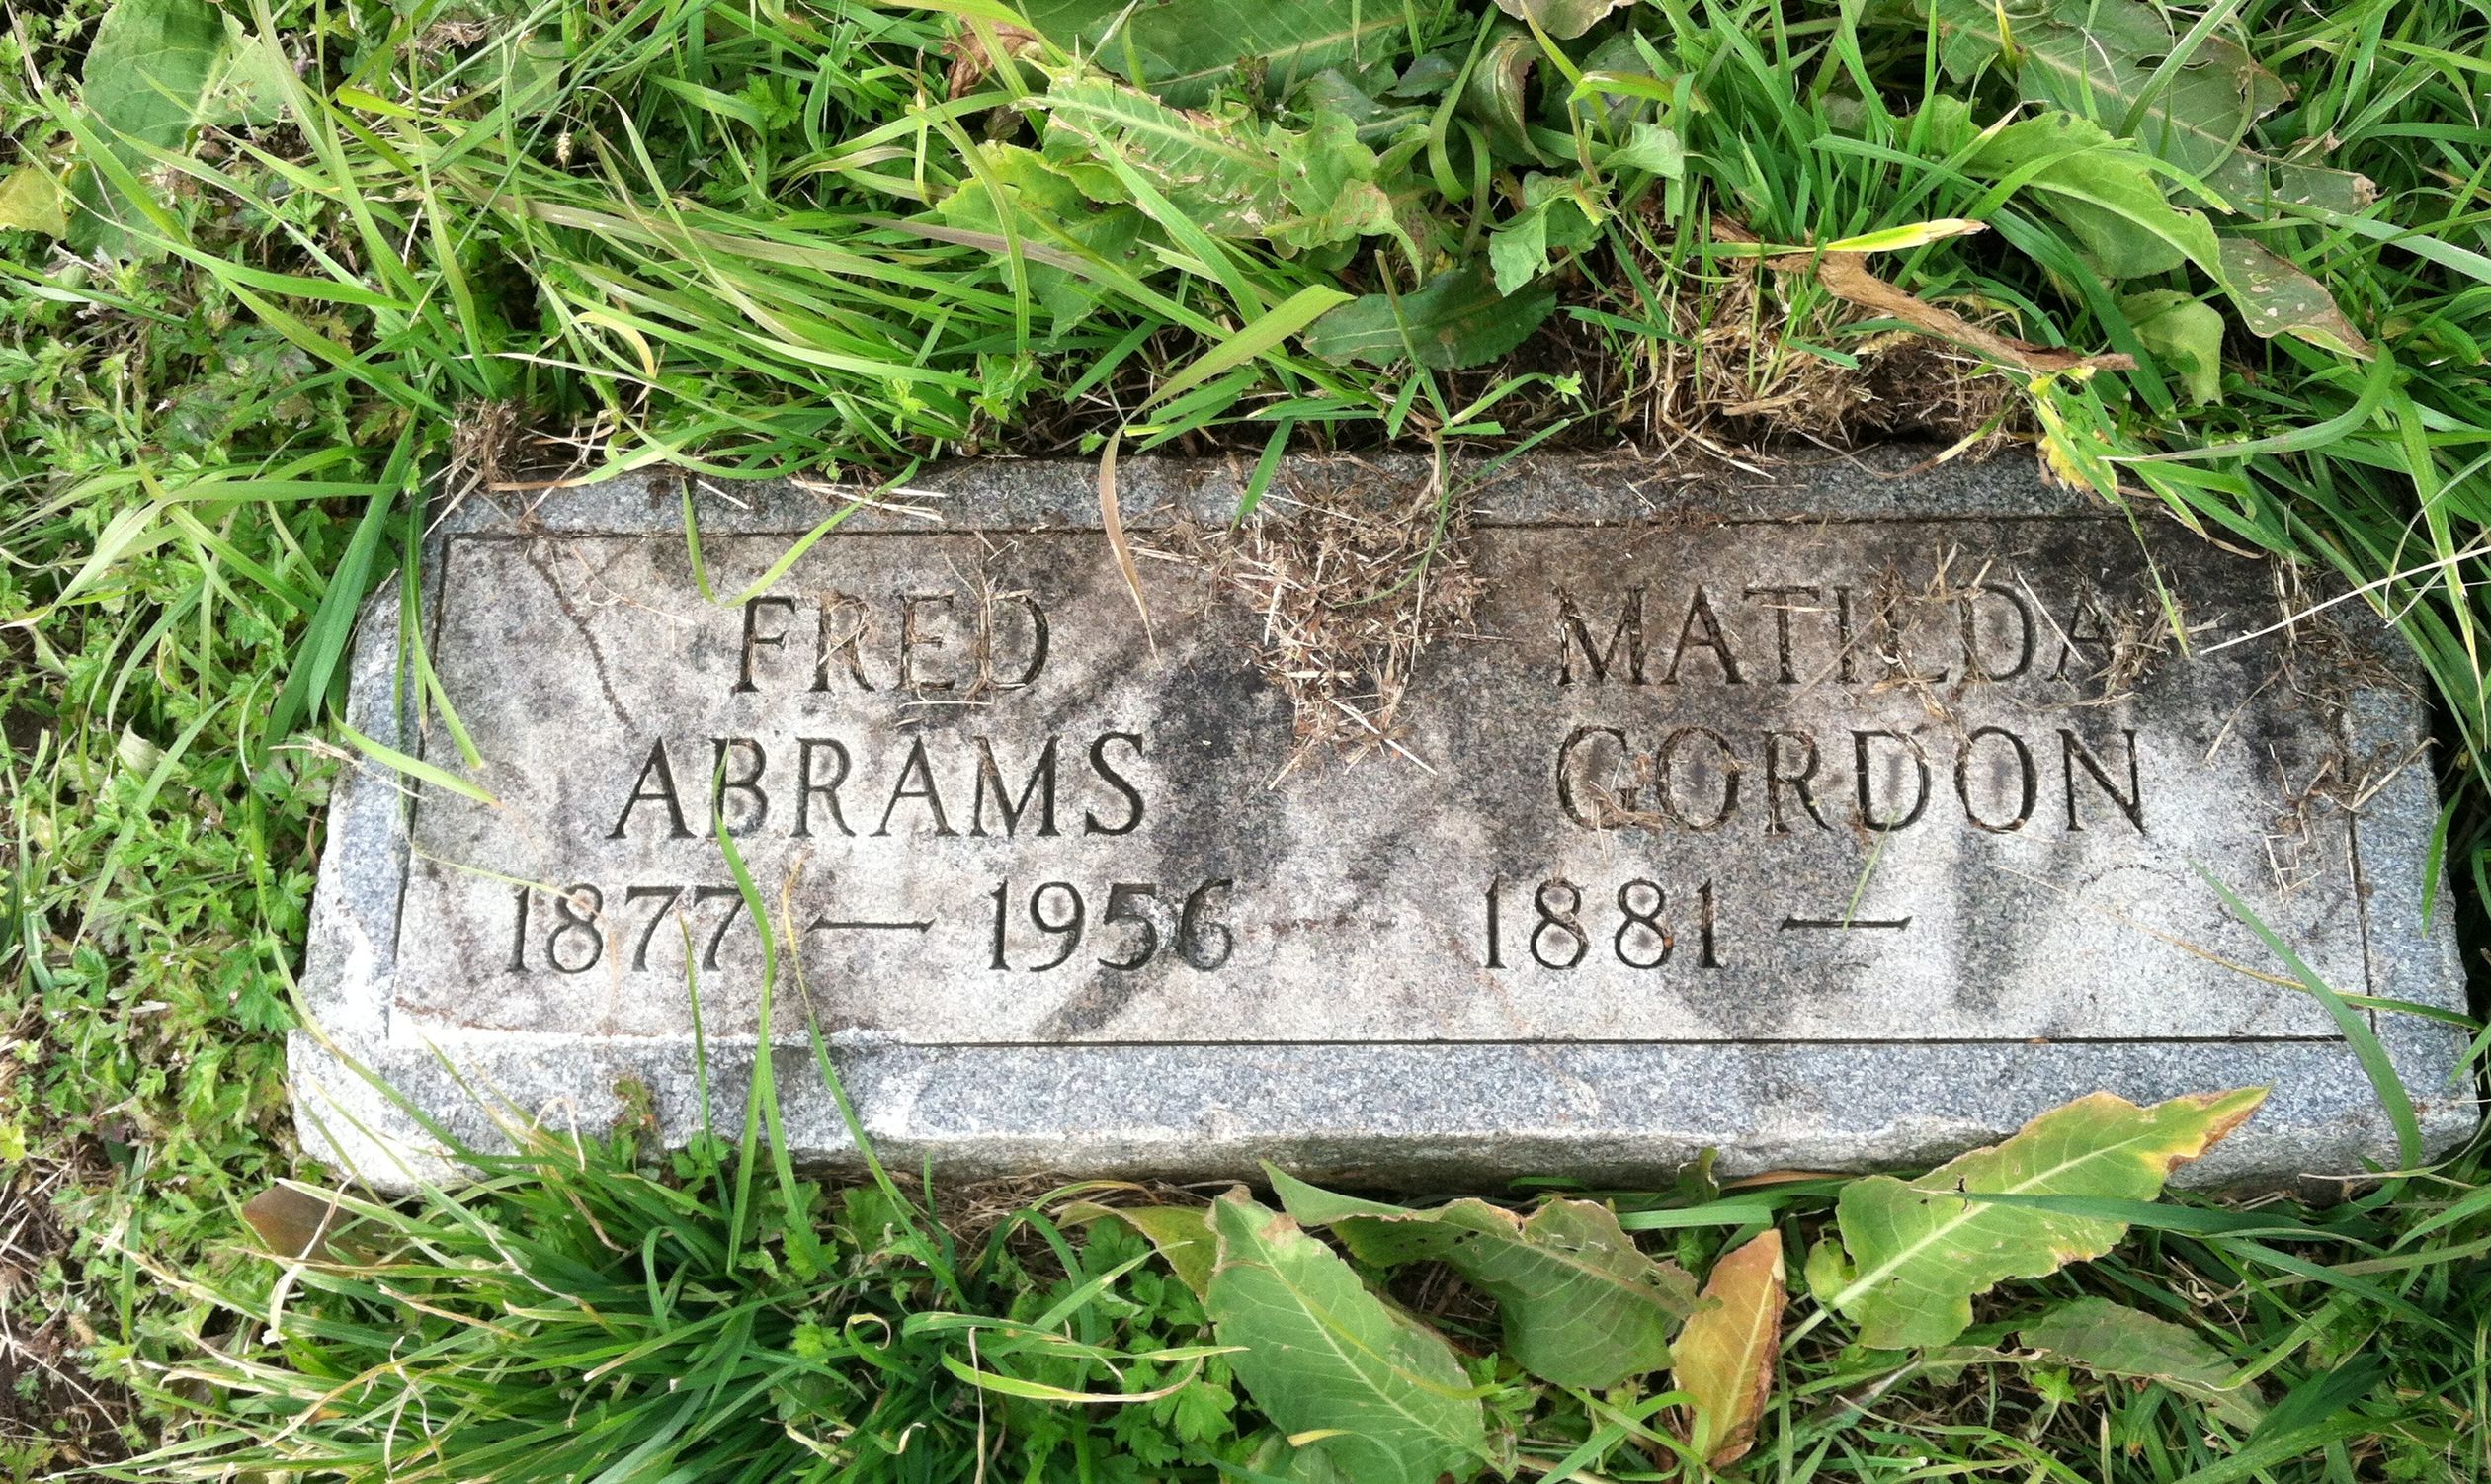 FRED
ABRAMS
1877 — 1956
MATILDA
GORDON
1881 —